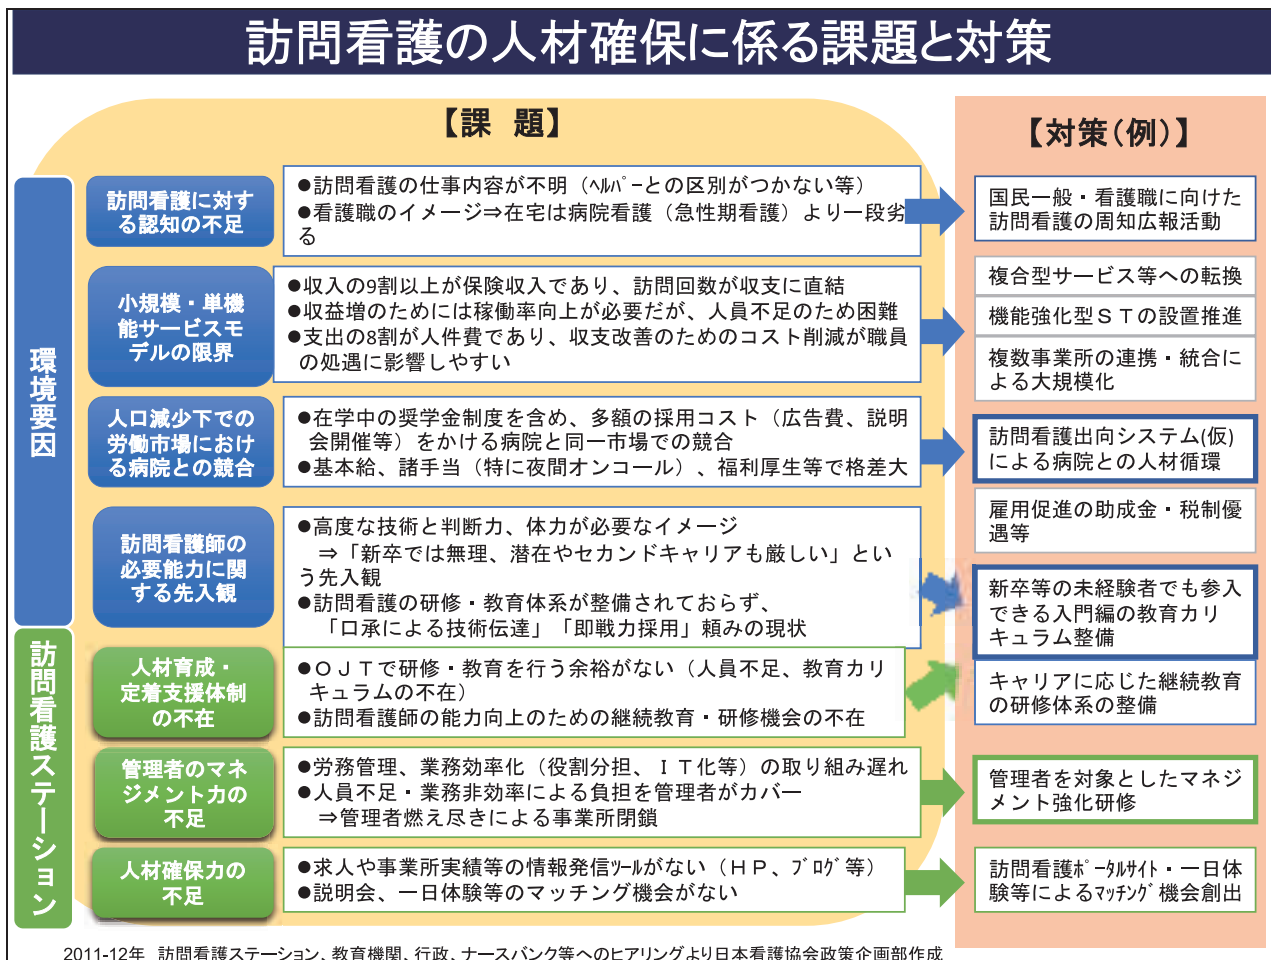 訪問看護の人材確保に係る課題と対策
【課 題】
【対策(例)】
環境要因
訪問看護に対す
る認知の不足
●訪問看護の仕事内容が不明（ﾍﾙﾊﾟｰとの区別がつかない等）
●看護職のイメージ⇒在宅は病院看護（急性期看護）より一段劣
る
国民一般・看護職に向けた
訪問看護の周知広報活動
小規模・単機
能サービスモ
デルの限界
●収入の9割以上が保険収入であり、訪問回数が収支に直結
●収益増のためには稼働率向上が必要だが、人員不足のため困難
●支出の8割が人件費であり、収支改善のためのコスト削減が職員
の処遇に影響しやすい
複合型サービス等への転換
機能強化型ＳＴの設置推進
複数事業所の連携・統合に
よる大規模化
人口減少下での
労働市場におけ
る病院との競合
●在学中の奨学金制度を含め、多額の採用コスト（広告費、説明
会開催等）をかける病院と同一市場での競合
●基本給、諸手当（特に夜間オンコール）、福利厚生等で格差大
訪問看護出向システム(仮)
による病院との人材循環
雇用促進の助成金・税制優
遇等
訪問看護師の
必要能力に関
する先入観
●高度な技術と判断力、体力が必要なイメージ
⇒「新卒では無理、潜在やセカンドキャリアも厳しい」とい
う先入観
●訪問看護の研修・教育体系が整備されておらず、
「口承による技術伝達」「即戦力採用」頼みの現状
新卒等の未経験者でも参入
できる入門編の教育カリ
キュラム整備
訪問看護ステーション
人材育成・
定着支援体制
の不在
●ＯＪＴで研修・教育を行う余裕がない（人員不足、教育カリ
キュラムの不在）
●訪問看護師の能力向上のための継続教育・研修機会の不在
キャリアに応じた継続教育
の研修体系の整備
管理者のマネ
ジメント力の
不足
●労務管理、業務効率化（役割分担、ＩＴ化等）の取り組み遅れ
●人員不足・業務非効率による負担を管理者がカバー
⇒管理者燃え尽きによる事業所閉鎖
管理者を対象としたマネジ
メント強化研修
人材確保力の
不足
●求人や事業所実績等の情報発信ﾂｰﾙがない（ＨＰ、ﾌﾞﾛｸﾞ等）
●説明会、一日体験等のマッチング機会がない
訪問看護ﾎﾟｰﾀﾙｻｲﾄ・一日体
験等によるﾏｯﾁﾝｸﾞ機会創出
2011-12年 訪問看護ステーション、教育機関、行政、ナースバンク等へのヒアリングより日本看護協会政策企画部作成